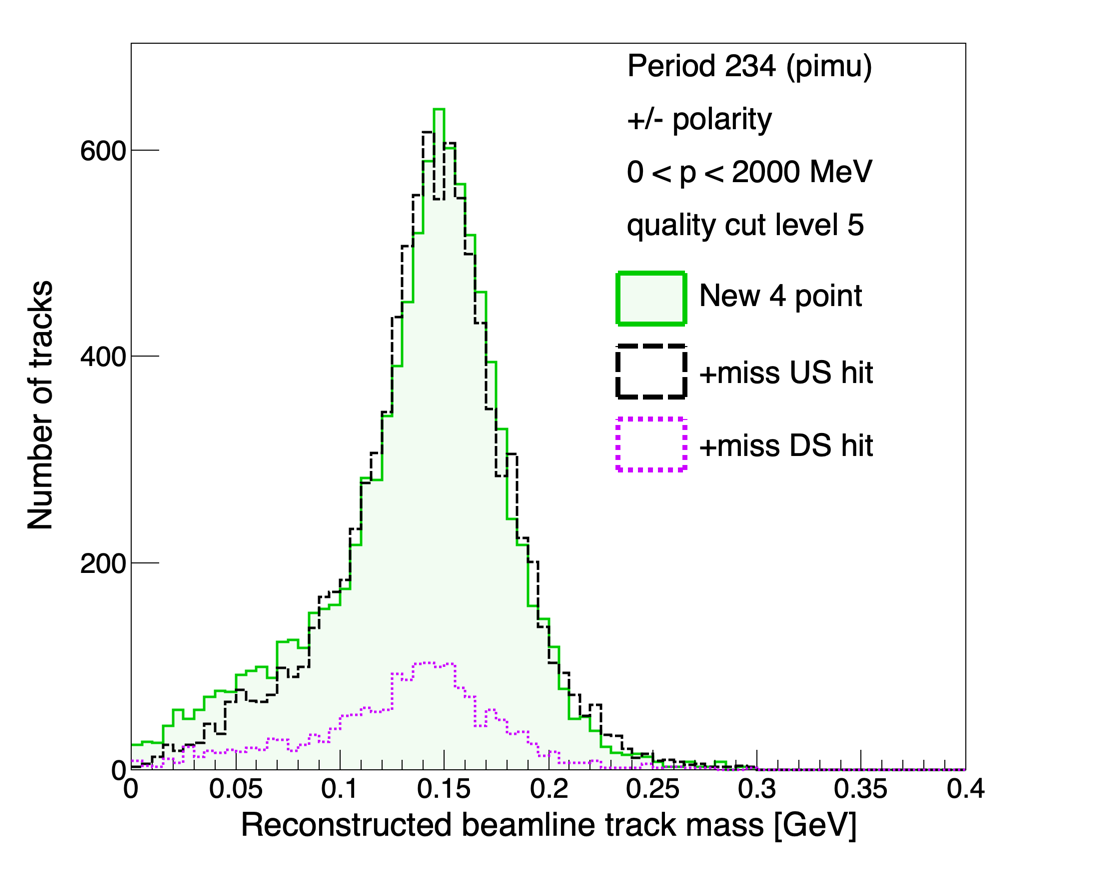 Period 234 (pimu)
+/- polarity
0 < p < 2000 MeV
quality cut level 5
New 4 point
+miss US hit
+miss DS hit
Number of tracks
600
400
200
0
0 0.05 0.1 0.15 0.2 0.25 0.3 0.35 0.4
Reconstructed beamline track mass [GeV]